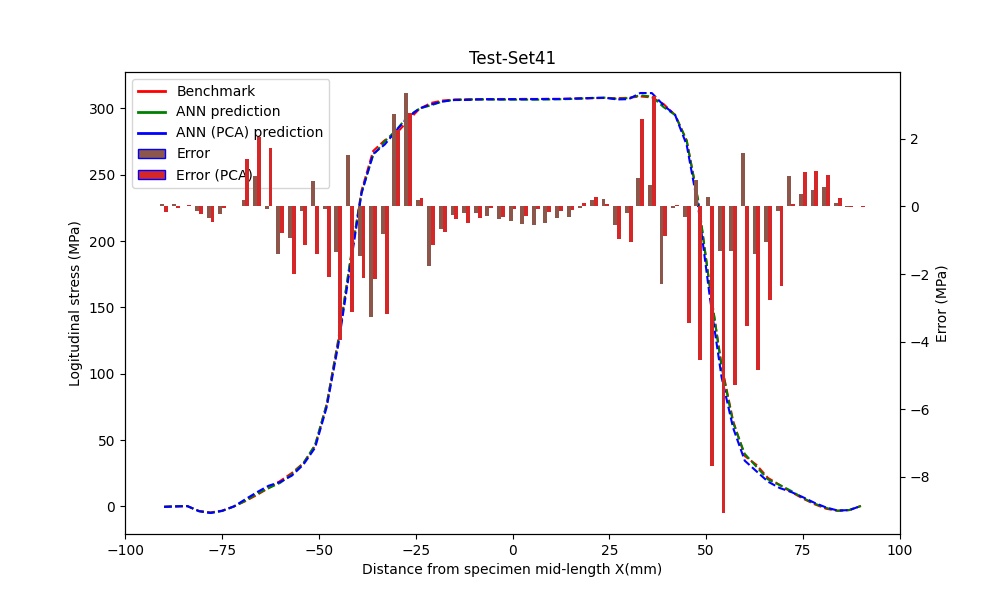 Test-Set41
Benchmark
ANN prediction
ANN (PCA) prediction
Error
Error (PCA)
300
250
200
150
100
50
0
Logitudinal stress (MPa)
2
0
−2
−4
−6
−8
Error (MPa)
−100 −75 −50 −25 0 25 50 75 100
Distance from specimen mid-length X(mm)